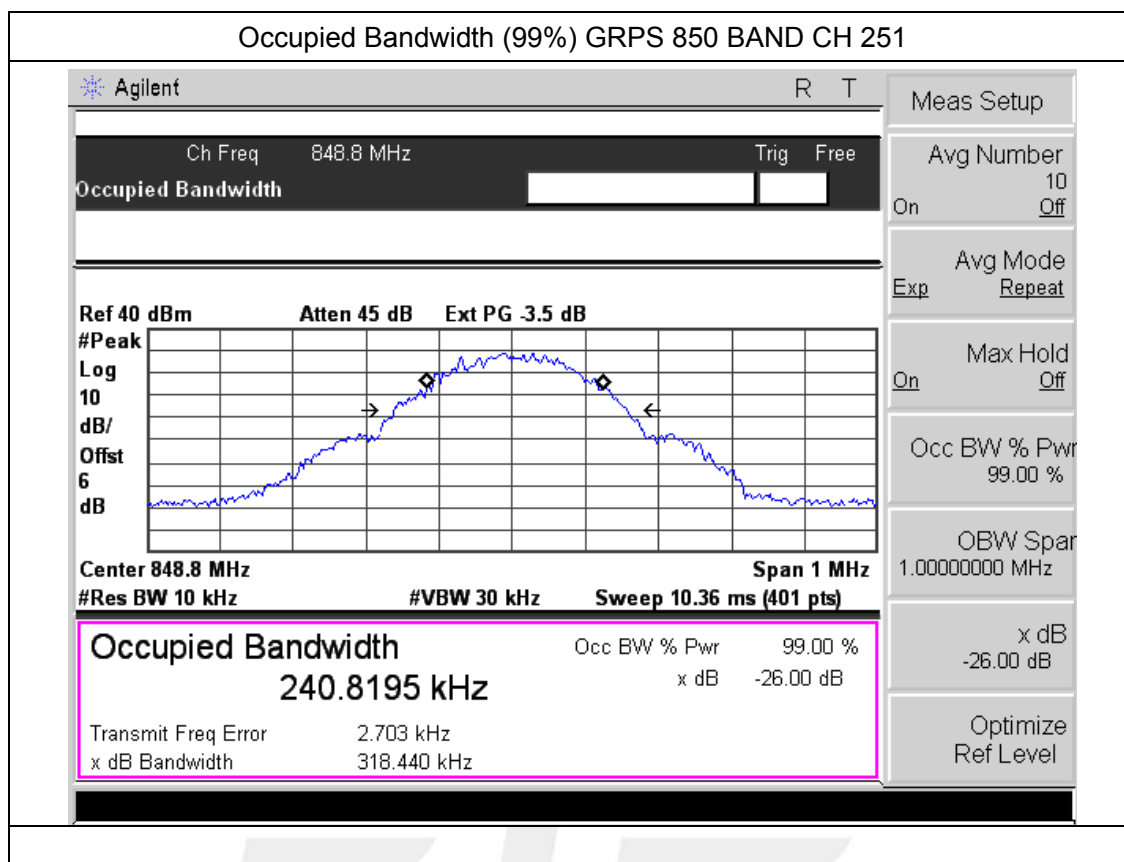 Occupied Bandwidth (99%) GRPS 850 BAND CH 251
Agilent R T
Meas Setup
Ch Freq 848.8 MHz Trig Free
Occupied Bandwidth
Avg Number
10
On Off
Avg Mode
Exp Repeat
Max Hold
On Off
Occ BW % Pwr
99.00 %
OBW Span
1.00000000 MHz
x dB
-26.00 dB
Optimize
Ref Level
Ref 40 dBm Atten 45 dB Ext PG -3.5 dB
#Peak
Log
10
dB/
Offst
6
dB
Center 848.8 MHz Span 1 MHz
#Res BW 10 kHz #VBW 30 kHz Sweep 10.36 ms (401 pts)
Occupied Bandwidth Occ BW % Pwr 99.00 %
240.8195 kHz x dB -26.00 dB
Transmit Freq Error 2.703 kHz
x dB Bandwidth 318.440 kHz